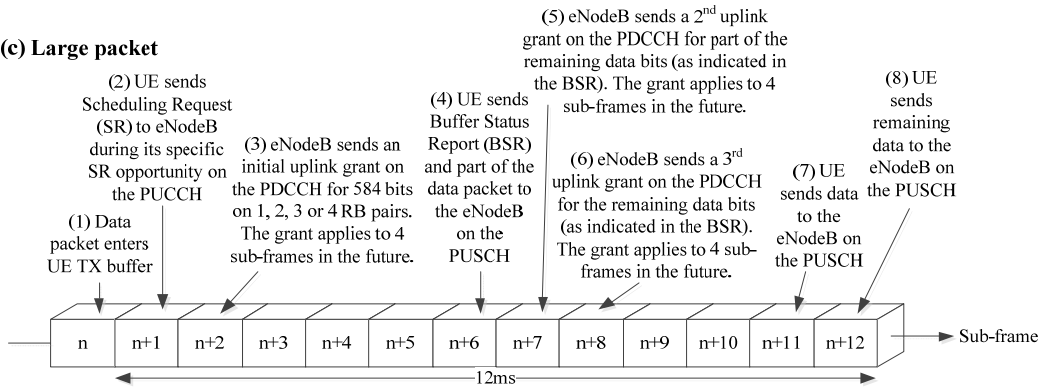 (c) Large packet
(2) UE sends
Scheduling Request
(SR) to eNodeB
during its specific
SR opportunity on
the PUCCH
(1) Data
packet enters
UE TX buffer
(3) eNodeB sends an
initial uplink grant on
the PDCCH for 584 bits
on 1, 2, 3 or 4 RB pairs.
The grant applies to 4
sub-frames in the future.
(4) UE sends
Buffer Status
Report (BSR)
and part of the
data packet to
the eNodeB
on the
PUSCH
(5) eNodeB sends a 2nd uplink
grant on the PDCCH for part of the
remaining data bits (as indicated in
the BSR). The grant applies to 4
sub-frames in the future.
(6) eNodeB sends a 3rd
uplink grant on the PDCCH
for the remaining data bits
(as indicated in the BSR).
The grant applies to 4 sub-
frames in the future.
(7) UE
sends data
to the
eNodeB on
the PUSCH
(8) UE
sends
remaining
data to the
eNodeB on
the PUSCH
n n+1 n+2 n+3 n+4 n+5 n+6 n+7 n+8 n+9 n+10 n+11 n+12
Sub-frame
12ms